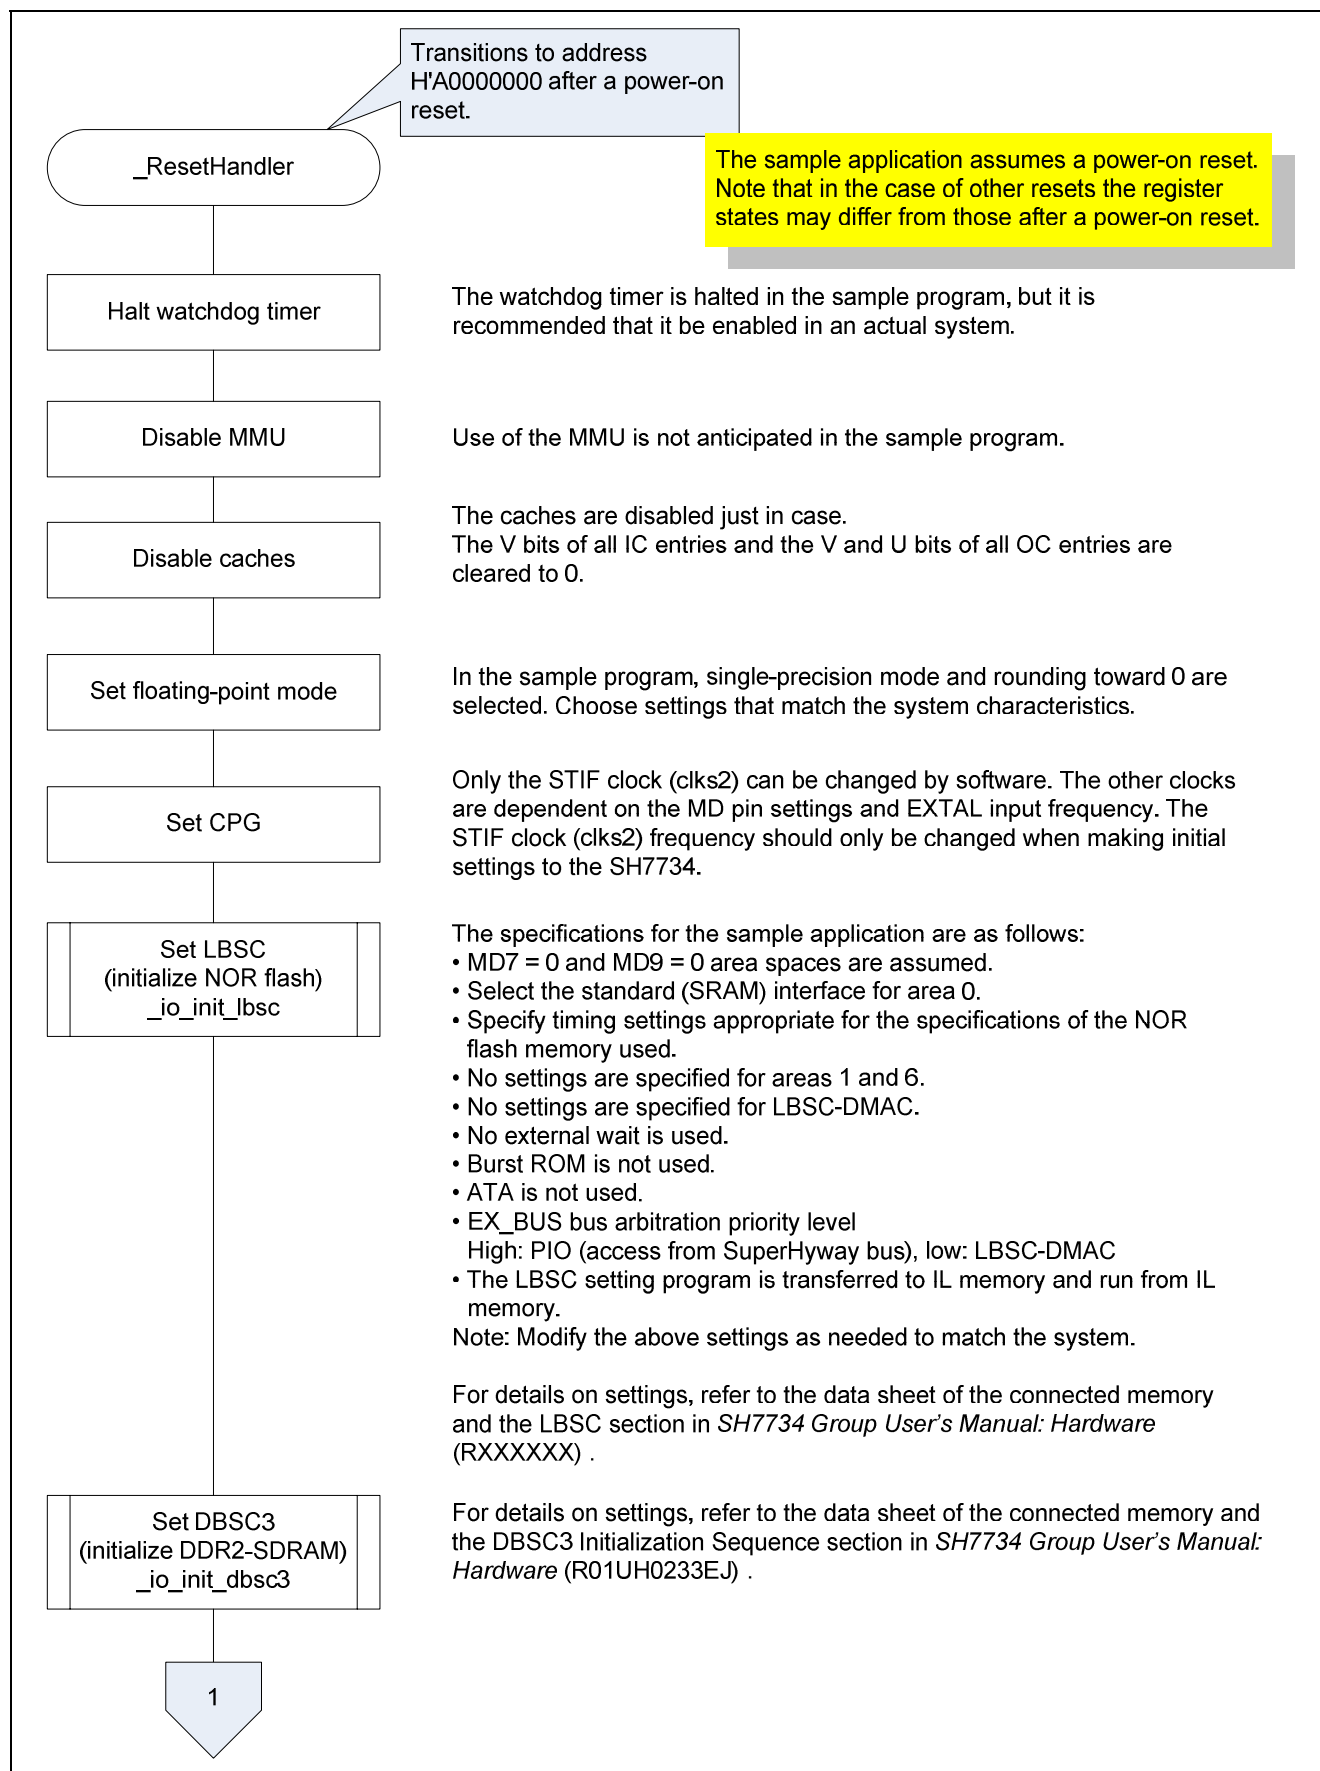 Transitions to address
H'A0000000 after a power-on
reset.
_ResetHandler
The sample application assumes a power-on reset.
Note that in the case of other resets the register
states may differ from those after a power-on reset.
Halt watchdog timer
The watchdog timer is halted in the sample program, but it is
recommended that it be enabled in an actual system.
Disable MMU
Use of the MMU is not anticipated in the sample program.
Disable caches
The caches are disabled just in case.
The V bits of all IC entries and the V and U bits of all OC entries are
cleared to 0.
Set floating-point mode
In the sample program, single-precision mode and rounding toward 0 are
selected. Choose settings that match the system characteristics.
Set CPG
Only the STIF clock (clks2) can be changed by software. The other clocks
are dependent on the MD pin settings and EXTAL input frequency. The
STIF clock (clks2) frequency should only be changed when making initial
settings to the SH7734.
Set LBSC
(initialize NOR flash)
_io_init_lbsc
The specifications for the sample application are as follows:
• MD7 = 0 and MD9 = 0 area spaces are assumed.
• Select the standard (SRAM) interface for area 0.
• Specify timing settings appropriate for the specifications of the NOR
flash memory used.
• No settings are specified for areas 1 and 6.
• No settings are specified for LBSC-DMAC.
• No external wait is used.
• Burst ROM is not used.
• ATA is not used.
• EX_BUS bus arbitration priority level
High: PIO (access from SuperHyway bus), low: LBSC-DMAC
• The LBSC setting program is transferred to IL memory and run from IL
memory.
Note: Modify the above settings as needed to match the system.
For details on settings, refer to the data sheet of the connected memory
and the LBSC section in SH7734 Group User's Manual: Hardware
(RXXXXXX) .
Set DBSC3
(initialize DDR2-SDRAM)
_io_init_dbsc3
For details on settings, refer to the data sheet of the connected memory and
the DBSC3 Initialization Sequence section in SH7734 Group User's Manual:
Hardware (R01UH0233EJ) .
1